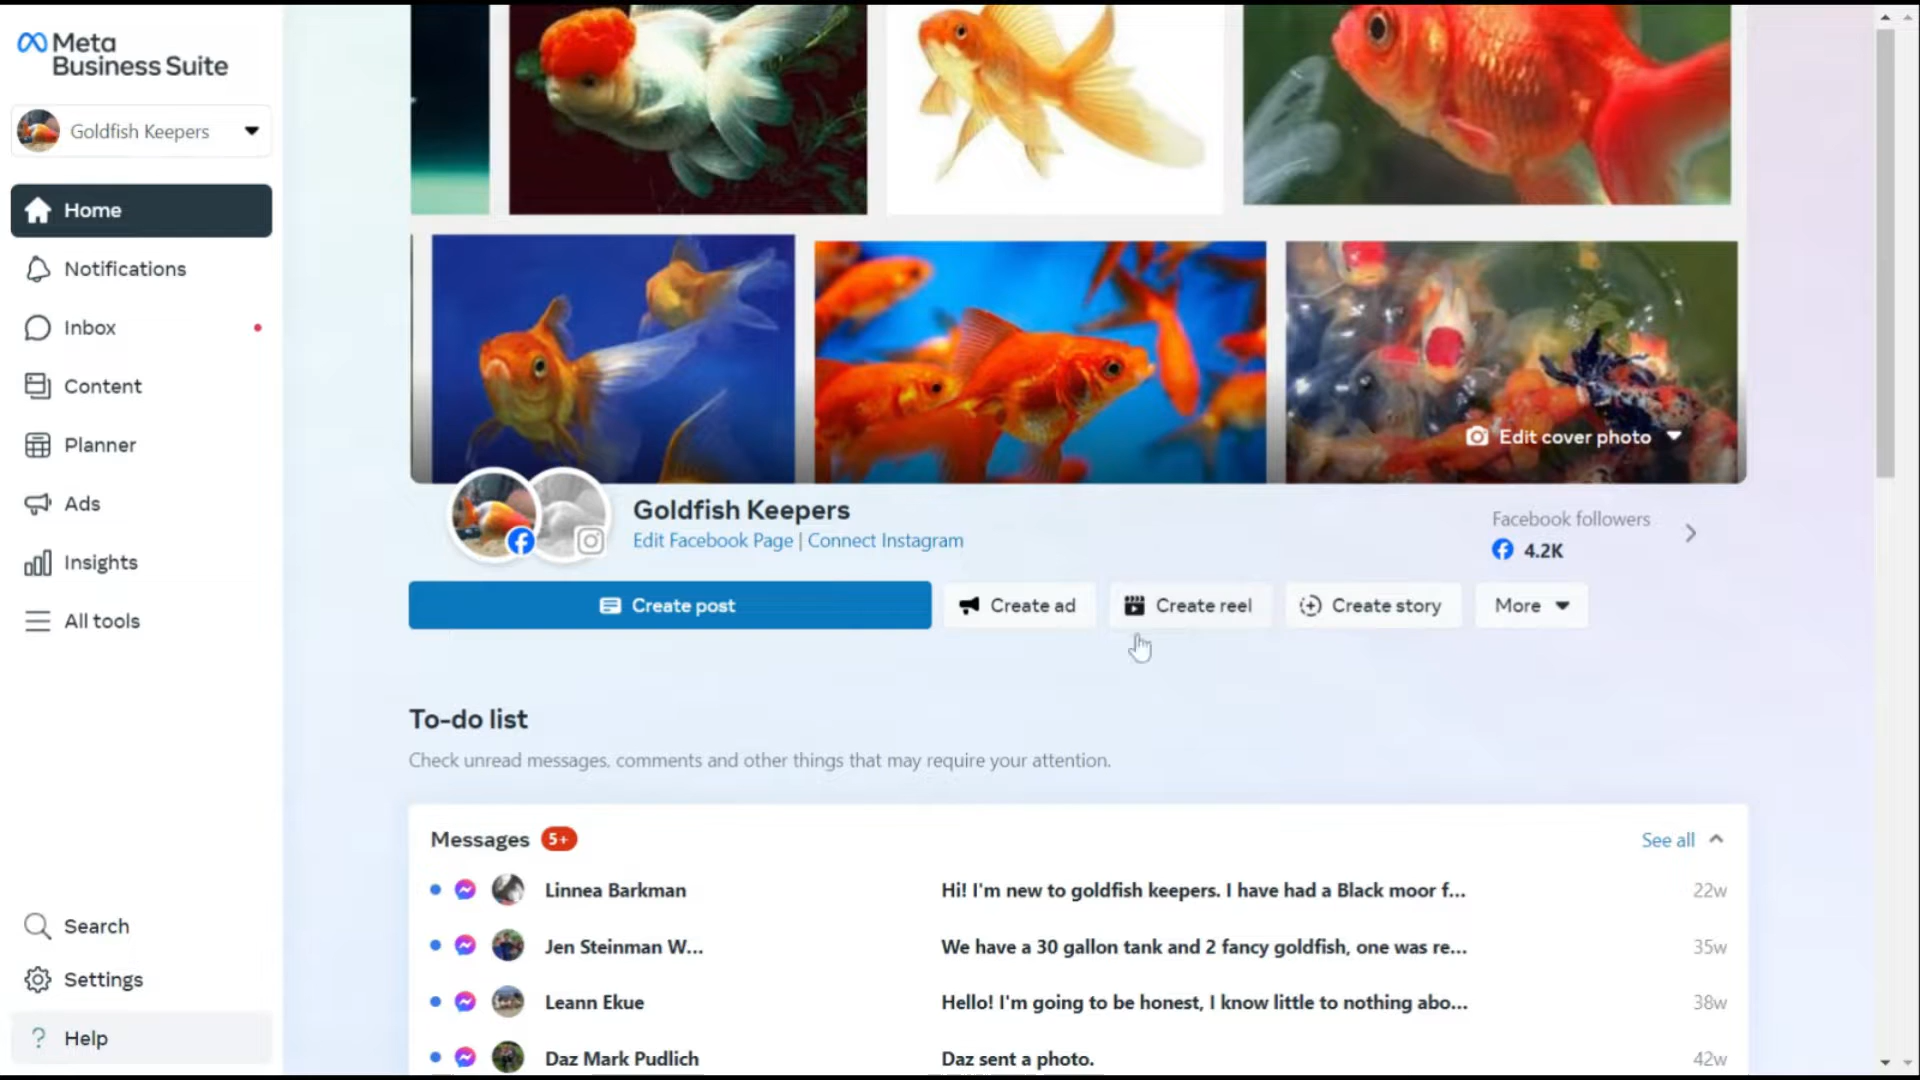 Meta
Business Suite
Goldfish Keepers
Home
Notifications
Inbox
Content
Planner
Ads
Insights
All tools
Search
Settings
? Help
Edit cover photo
Goldfish Keepers
Edit Facebook Page | Connect Instagram
Facebook followers
4.2K
Create post
Create ad
Create reel
Create story
More
To-do list
Check unread messages, comments and other things that may require your attention.
Messages 5+
See all
Linnea Barkman Hi! I'm new to goldfish keepers. I have had a Black moor f... 22w
Jen Steinman W... We have a 30 gallon tank and 2 fancy goldfish, one was re... 35w
Leann Ekue Hello! I'm going to be honest, I know little to nothing abo... 38w
Daz Mark Pudlich Daz sent a photo. 42w